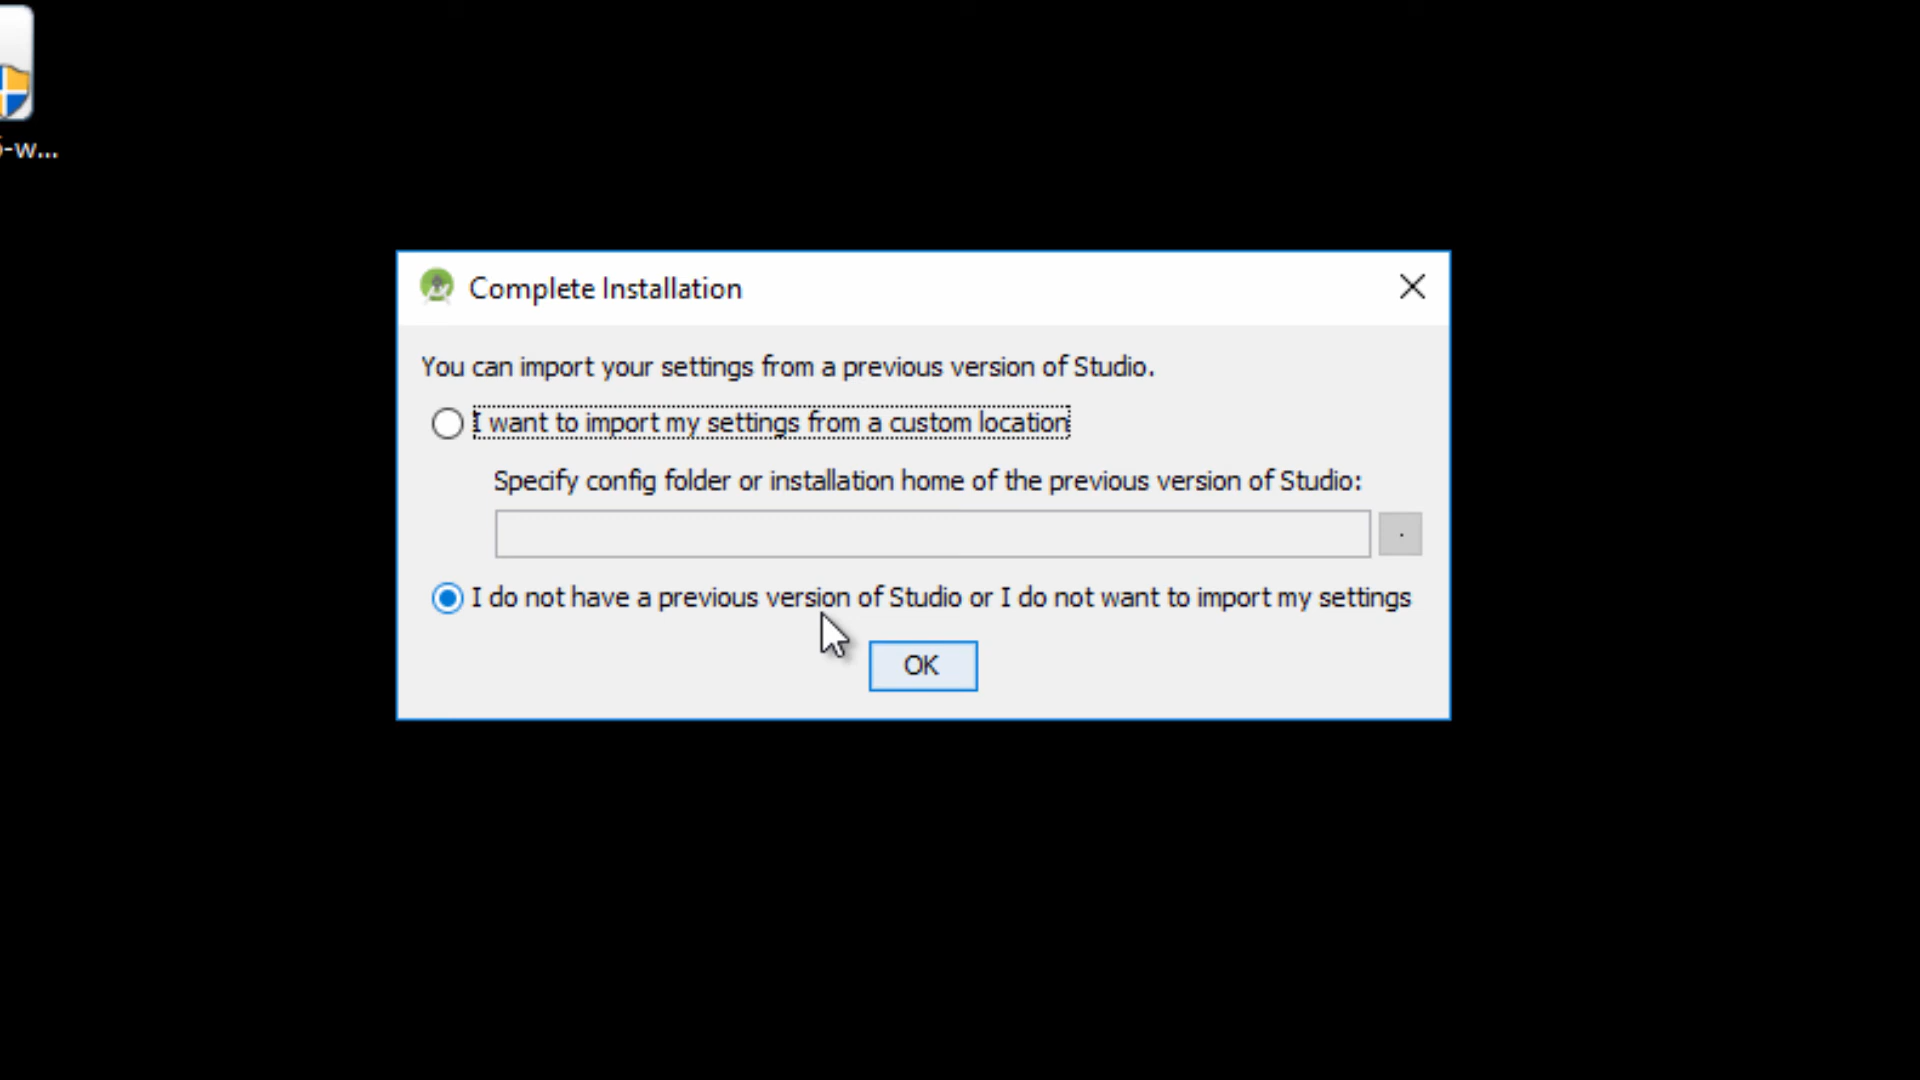 -w...
Complete Installation
You can import your settings from a previous version of Studio.
I want to import my settings from a custom location
Specify config folder or installation home of the previous version of Studio:
.
I do not have a previous version of Studio or I do not want to import my settings
OK